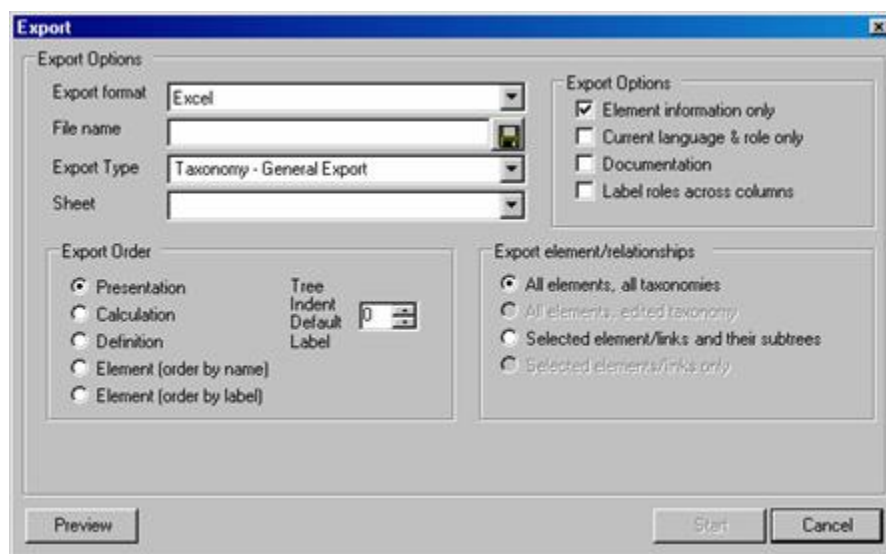 Export
Export Options
Export format
Excel
File name
Export Type
Taxonomy - General Export
Sheet
Export Options
Element information only
Current language & role only
Documentation
Label roles across columns
Export Order
Presentation
Calculation
Definition
Element (order by name)
Element (order by label)
Tree
Indent
Default
Label
0
Export element/relationships
All elements, all taxonomies
All elements, edited taxonomy
Selected element/links and their subtrees
Selected elements/links only
Preview
Start
Cancel